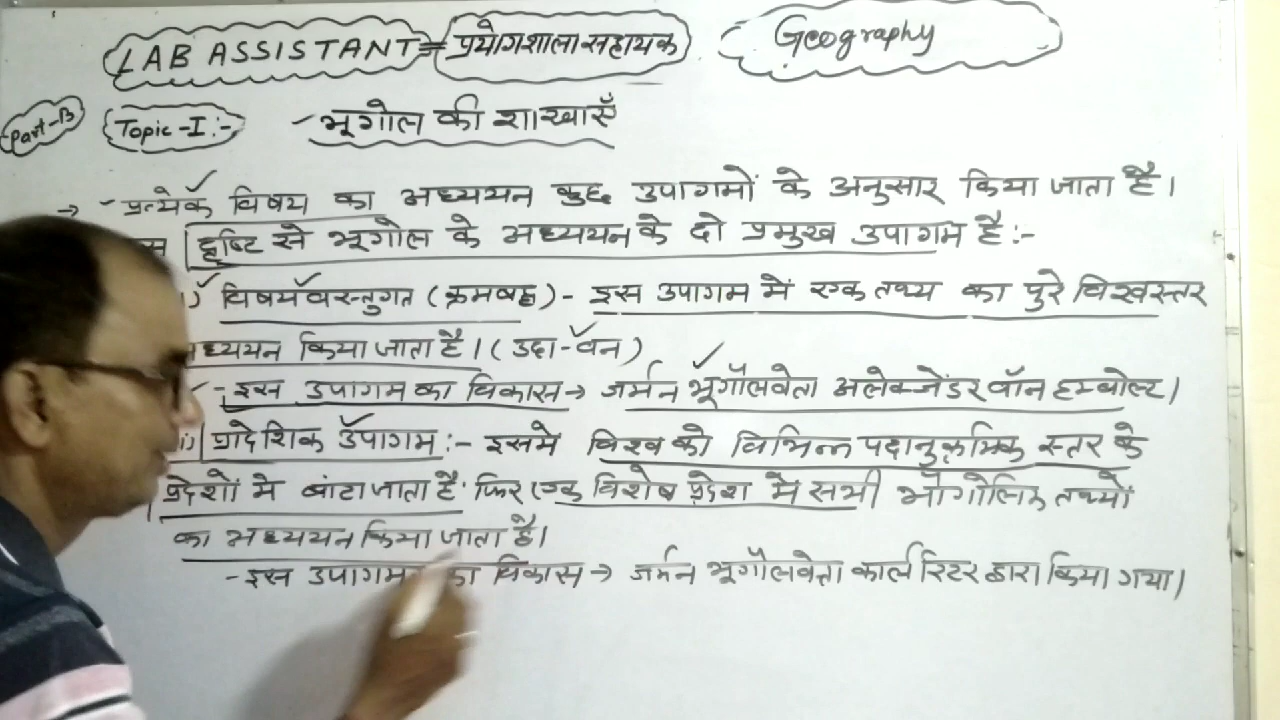 LAB ASSISTANT = प्रयोगशाला सहायक
Geography
Part-B Topic-I:- - भूगोल की शाखाएँ
→ - प्रत्येक विषय का अध्ययन कुछ उपागमों के अनुसार किया जाता है।
दृष्टि से भूगोल के अध्ययन के दो प्रमुख उपागम है:-
i) विषयवस्तुगत (क्रमबद्ध) - इस उपागम में एक तथ्य का पुरे विश्वस्तर
अध्ययन किया जाता है। (उदा-वन)
- इस उपागम का विकास → जर्मन भूगोलवेता अलेक्जेंडर वॉन हम्बोल्ट।
ii) प्रादेशिक उपागम :- इसमे विश्व को विभिन्न पदानुक्रमिक स्तर के
प्रदेशों में बांटा जाता है फिर एक विशेष प्रदेश में सभी भौगोलिक तथ्यों
का अध्ययन किया जाता है।
- इस उपागम का विकास → जर्मन भूगोलवेता कार्ल रिटर द्वारा किया गया।